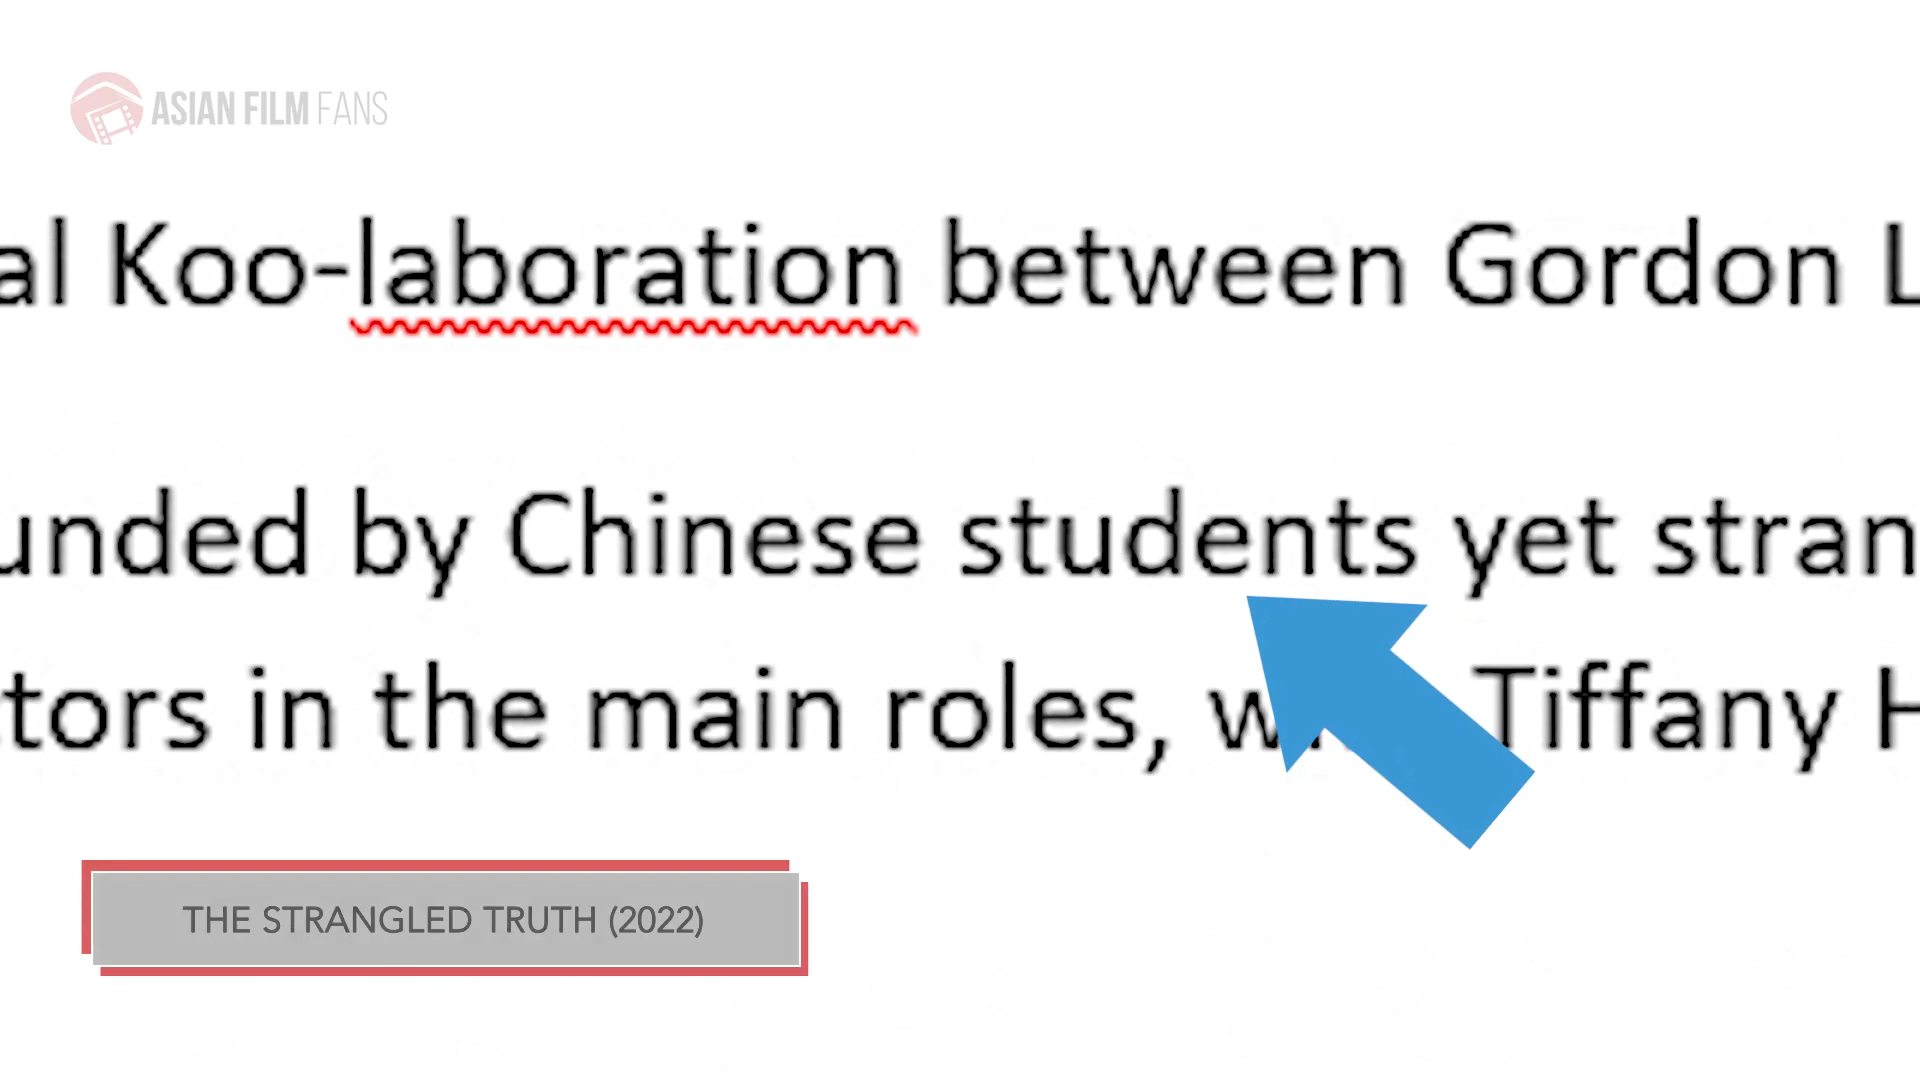 ASIAN FILM FANS
al Koo-laboration between Gordon L
unded by Chinese students yet stran
tors in the main roles, Tiffany H
THE STRANGLED TRUTH (2022)